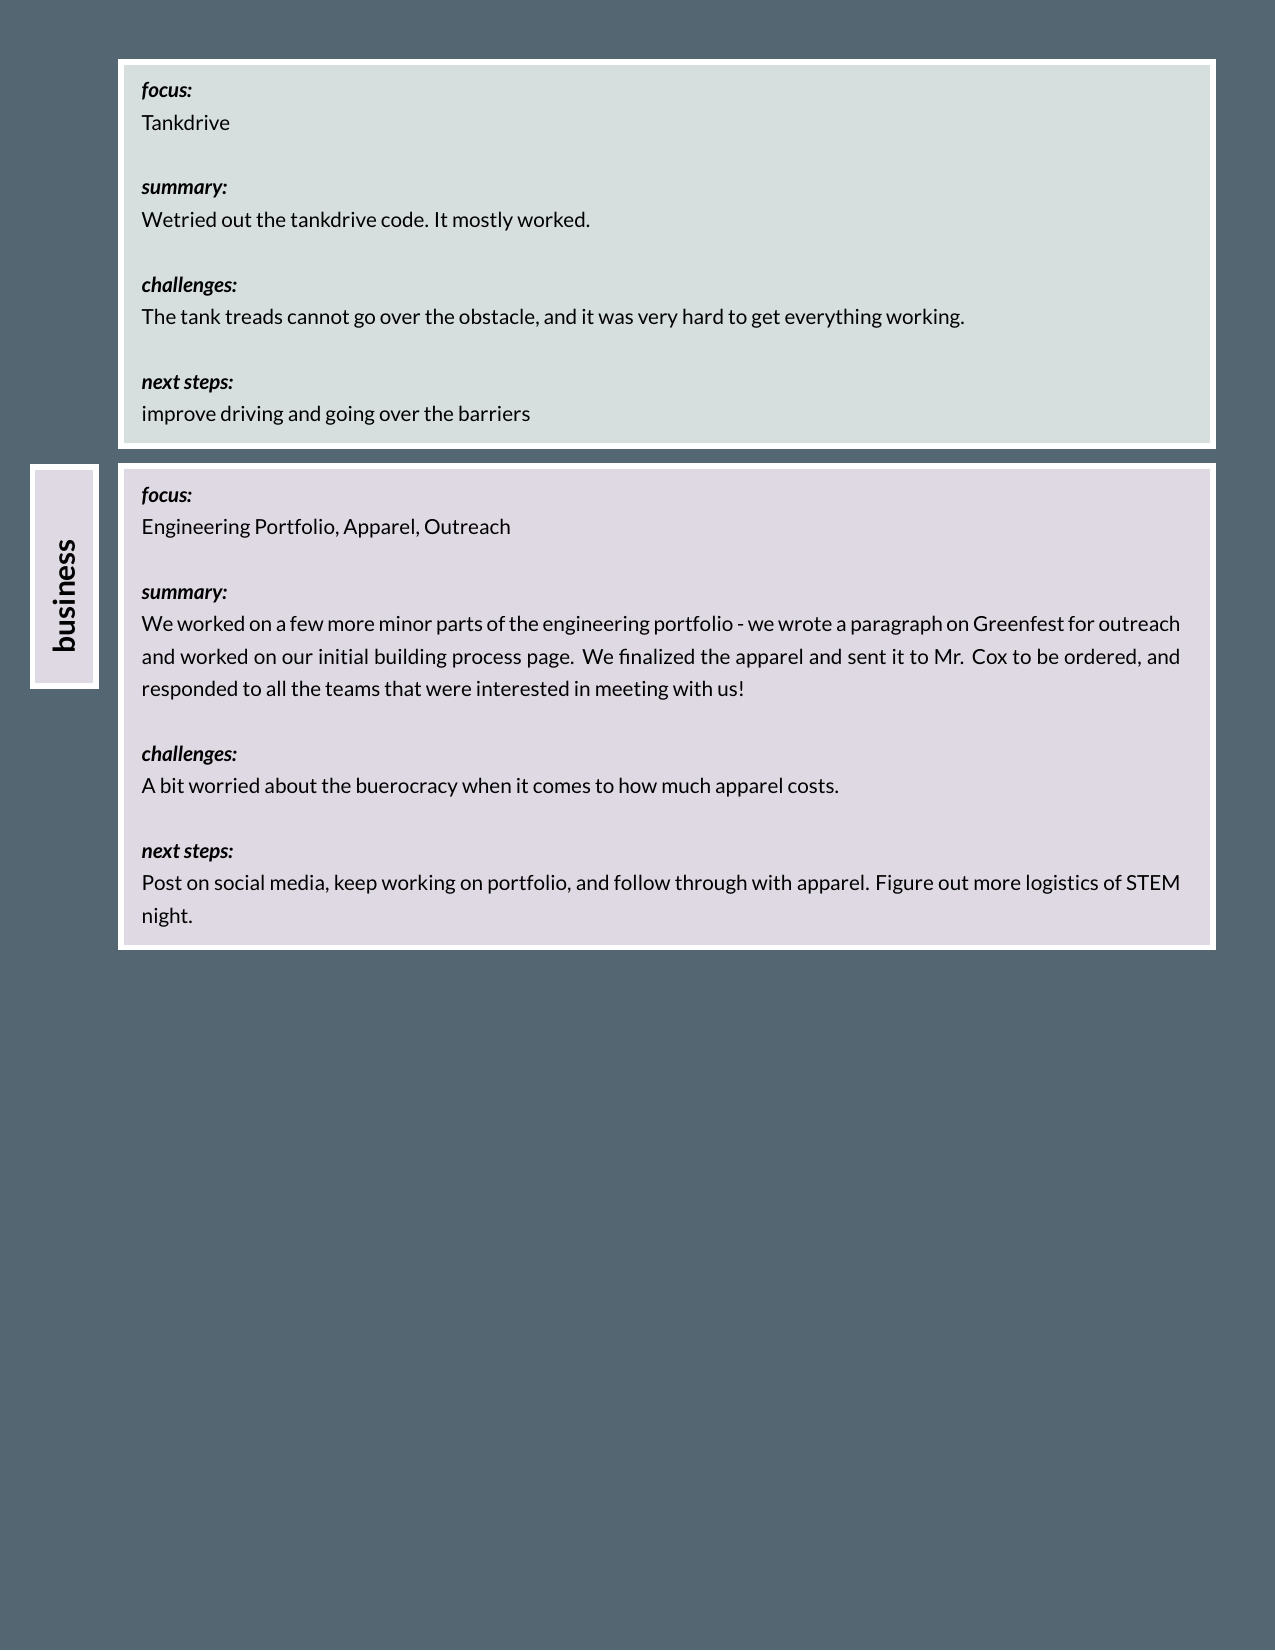 focus:
Tankdrive
summary:
Wetried out the tankdrive code. It mostly worked.
challenges:
The tank treads cannot go over the obstacle, and it was very hard to get everything working.
next steps:
improve driving and going over the barriers
business
focus:
Engineering Portfolio, Apparel, Outreach
summary:
We worked on a few more minor parts of the engineering portfolio - we wrote a paragraph on Greenfest for outreach
and worked on our initial building process page. We finalized the apparel and sent it to Mr. Cox to be ordered, and
responded to all the teams that were interested in meeting with us!
challenges:
A bit worried about the buerocracy when it comes to how much apparel costs.
next steps:
Post on social media, keep working on portfolio, and follow through with apparel. Figure out more logistics of STEM
night.